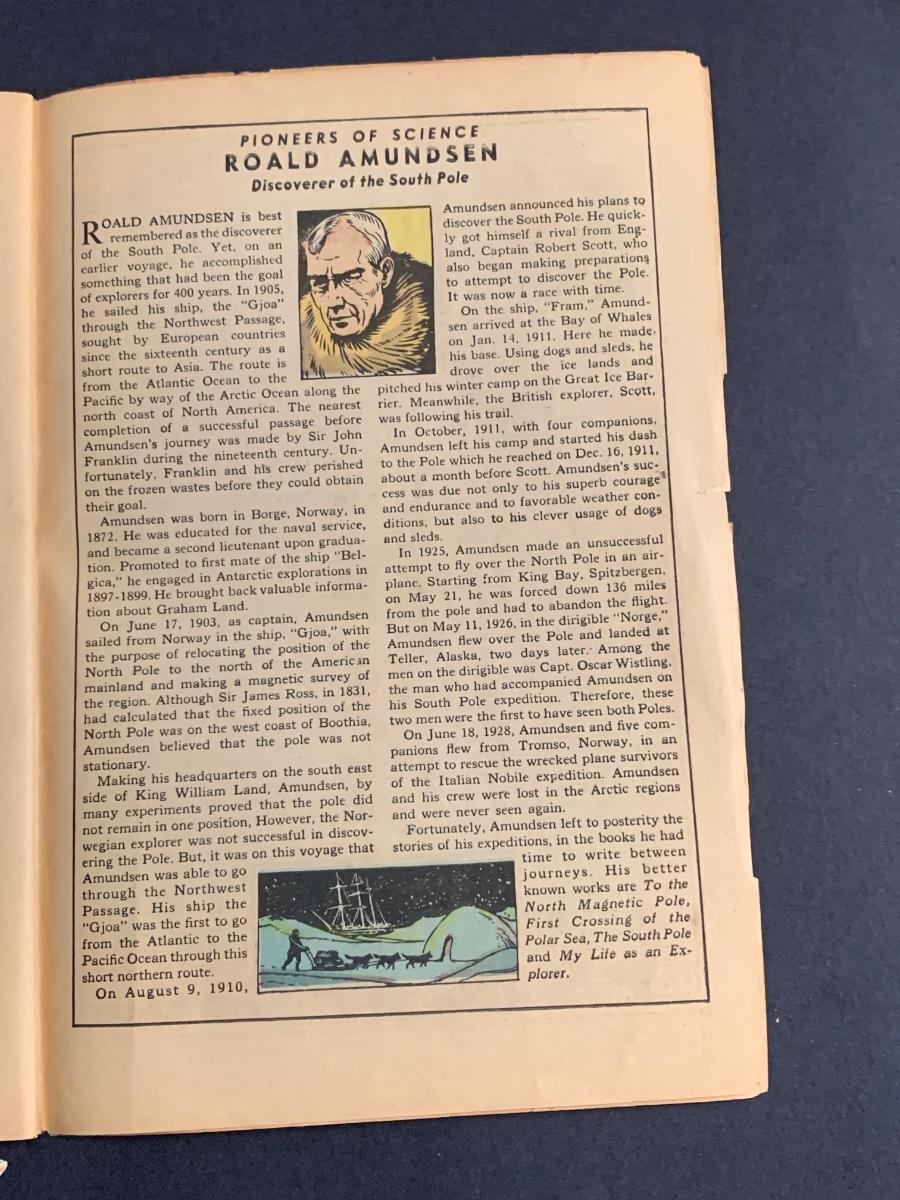 PIONEERS OF SCIENCE
ROALD AMUNDSEN
Discoverer of the South Pole
ROALD AMUNDSEN is best
remembered as the discoverer
of the South Pole. Yet, on an
earlier voyage, he accomplished
something that had been the goal
of explorers for 400 years. In 1905,
he sailed his ship, the "Gjoa"
through the Northwest Passage,
sought by European countries
since the sixteenth century as a
short route to Asia. The route is
from the Atlantic Ocean to the
Pacific by way of the Arctic Ocean along the
north coast of North America. The nearest
completion of a successful passage before
Amundsen's journey was made by Sir John
Franklin during the nineteenth century. Un-
fortunately, Franklin and his crew perished
on the frozen wastes before they could obtain
their goal.
Amundsen was born in Borge, Norway, in
1872. He was educated for the naval service,
and became a second lieutenant upon gradua-
tion. Promoted to first mate of the ship "Bel-
gica," he engaged in Antarctic explorations in
1897-1899. He brought back valuable informa-
tion about Graham Land.
On June 17, 1903, as captain, Amundsen
sailed from Norway in the ship, "Gjoa," with
the purpose of relocating the position of the
North Pole to the north of the American
mainland and making a magnetic survey of
the region. Although Sir James Ross, in 1831,
had calculated that the fixed position of the
North Pole was on the west coast of Boothia,
Amundsen believed that the pole was not
stationary.
Making his headquarters on the south east
side of King William Land, Amundsen, by
many experiments proved that the pole did
not remain in one position, However, the Nor-
wegian explorer was not successful in discov-
ering the Pole. But, it was on this voyage that
Amundsen was able to go
through the Northwest
Passage. His ship the
"Gjoa" was the first to go
from the Atlantic to the
Pacific Ocean through this
short northern route.
On August 9, 1910,
Amundsen announced his plans to
discover the South Pole. He quick-
ly got himself a rival from Eng-
land, Captain Robert Scott, who
also began making preparations
to attempt to discover the Pole.
It was now a race with time.
On the ship, "Fram," Amund-
sen arrived at the Bay of Whales
on Jan. 14, 1911. Here he made
his base. Using dogs and sleds, he
drove over the ice lands and
pitched his winter camp on the Great Ice Bar-
rier. Meanwhile, the British explorer, Scott,
was following his trail.
In October, 1911, with four companions,
Amundsen left his camp and started his dash
to the Pole which he reached on Dec. 16, 1911,
about a month before Scott. Amundsen's suc-
cess was due not only to his superb courage
and endurance and to favorable weather con-
ditions, but also to his clever usage of dogs
and sleds.
In 1925, Amundsen made an unsuccessful
attempt to fly over the North Pole in an air-
plane. Starting from King Bay, Spitzbergen,
on May 21, he was forced down 136 miles
from the pole and had to abandon the flight.
But on May 11, 1926, in the dirigible "Norge,"
Amundsen flew over the Pole and landed at
Teller, Alaska, two days later. Among the
men on the dirigible was Capt. Oscar Wistling,
the man who had accompanied Amundsen on
his South Pole expedition. Therefore, these
two men were the first to have seen both Poles.
On June 18, 1928, Amundsen and five com-
panions flew from Tromso, Norway, in an
attempt to rescue the wrecked plane survivors
of the Italian Nobile expedition. Amundsen
and his crew were lost in the Arctic regions
and were never seen again.
Fortunately, Amundsen left to posterity the
stories of his expeditions, in the books he had
time to write between
journeys. His better
known works are To the
North Magnetic Pole,
First Crossing of the
Polar Sea, The South Pole
and My Life as an Ex-
plorer.